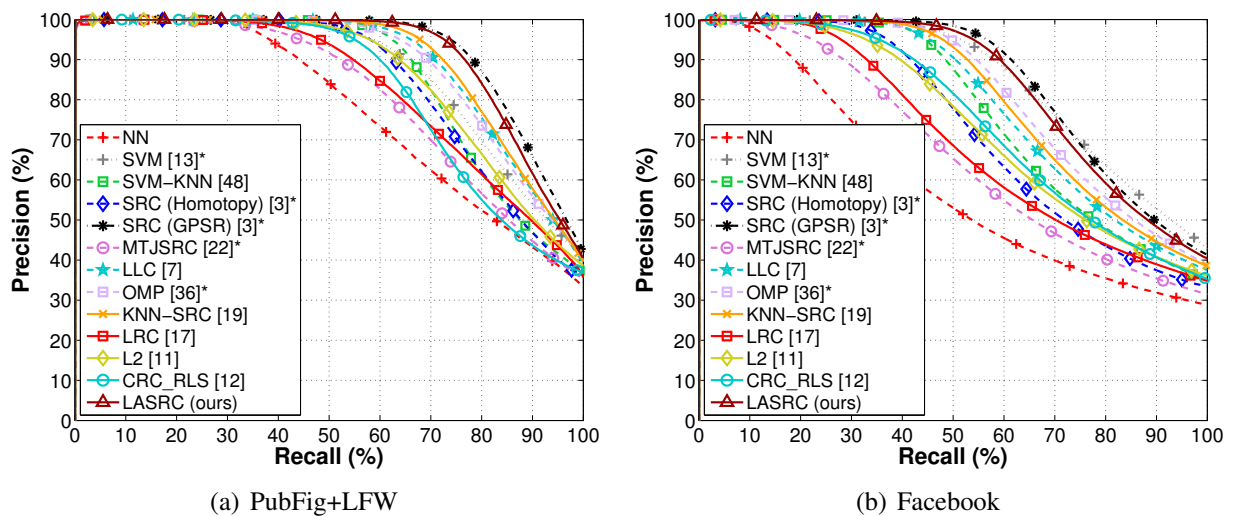 100
90
80
70
60
50
40
30
20
10
0
Precision (%)
NN
SVM [13]*
SVM−KNN [48]
SRC (Homotopy) [3]*
SRC (GPSR) [3]*
MTJSRC [22]*
LLC [7]
OMP [36]*
KNN−SRC [19]
LRC [17]
L2 [11]
CRC_RLS [12]
LASRC (ours)
0 10 20 30 40 50 60 70 80 90 100
Recall (%)
(a) PubFig+LFW
100
90
80
70
60
50
40
30
20
10
0
Precision (%)
NN
SVM [13]*
SVM−KNN [48]
SRC (Homotopy) [3]*
SRC (GPSR) [3]*
MTJSRC [22]*
LLC [7]
OMP [36]*
KNN−SRC [19]
LRC [17]
L2 [11]
CRC_RLS [12]
LASRC (ours)
0 10 20 30 40 50 60 70 80 90 100
Recall (%)
(b) Facebook